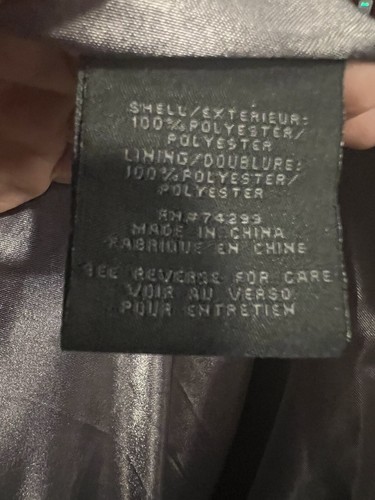 SHELL/EXTERIEUR:
100%POLYESTER/
POLYESTER
LINING/DOUBLURE:
100%POLYESTER/
POLYESTER
RN#74299
MADE IN CHINA
FABRIQUE EN CHINE
SEE REVERSE FOR CARE
VOIR AU VERSO
POUR ENTRETIEN